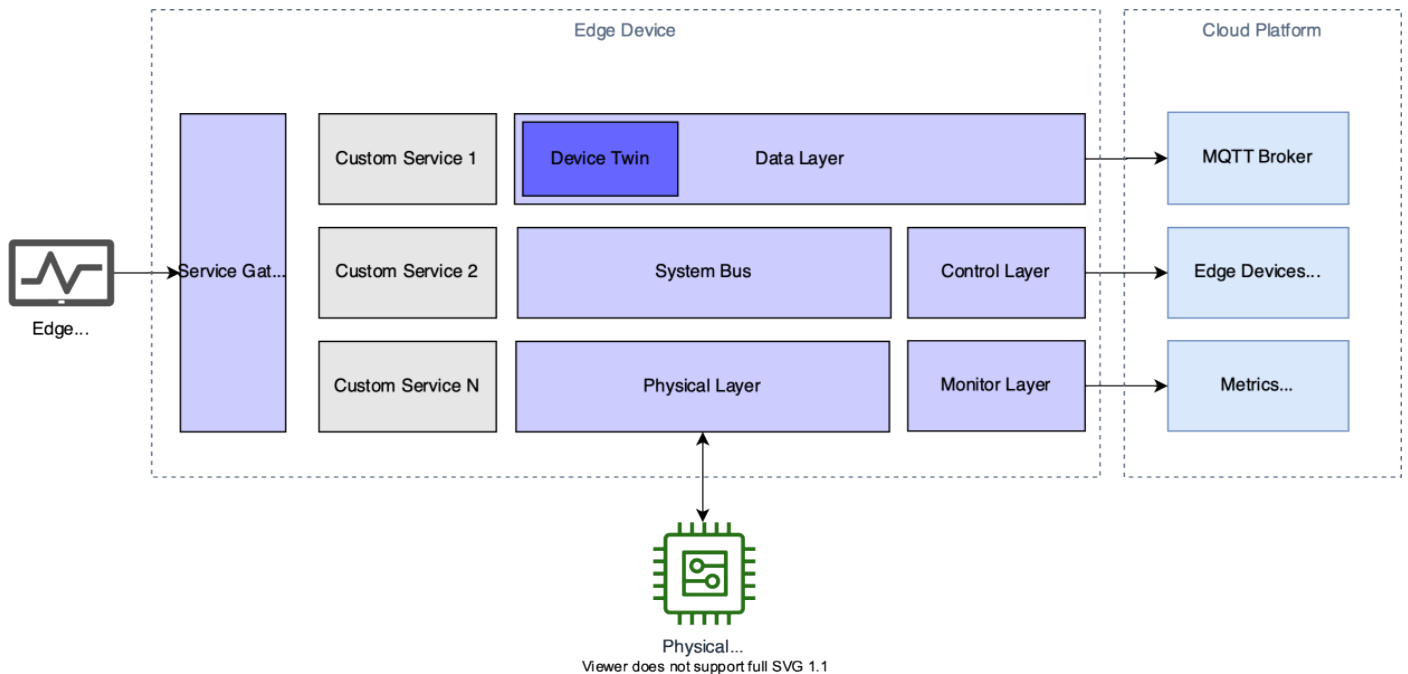 Edge Device
Cloud Platform
Custom Service 1
Device Twin
Data Layer
MQTT Broker
Service Gat...
Custom Service 2
System Bus
Control Layer
Edge Devices...
Edge...
Custom Service N
Physical Layer
Monitor Layer
Metrics...
Physical...
Viewer does not support full SVG 1.1